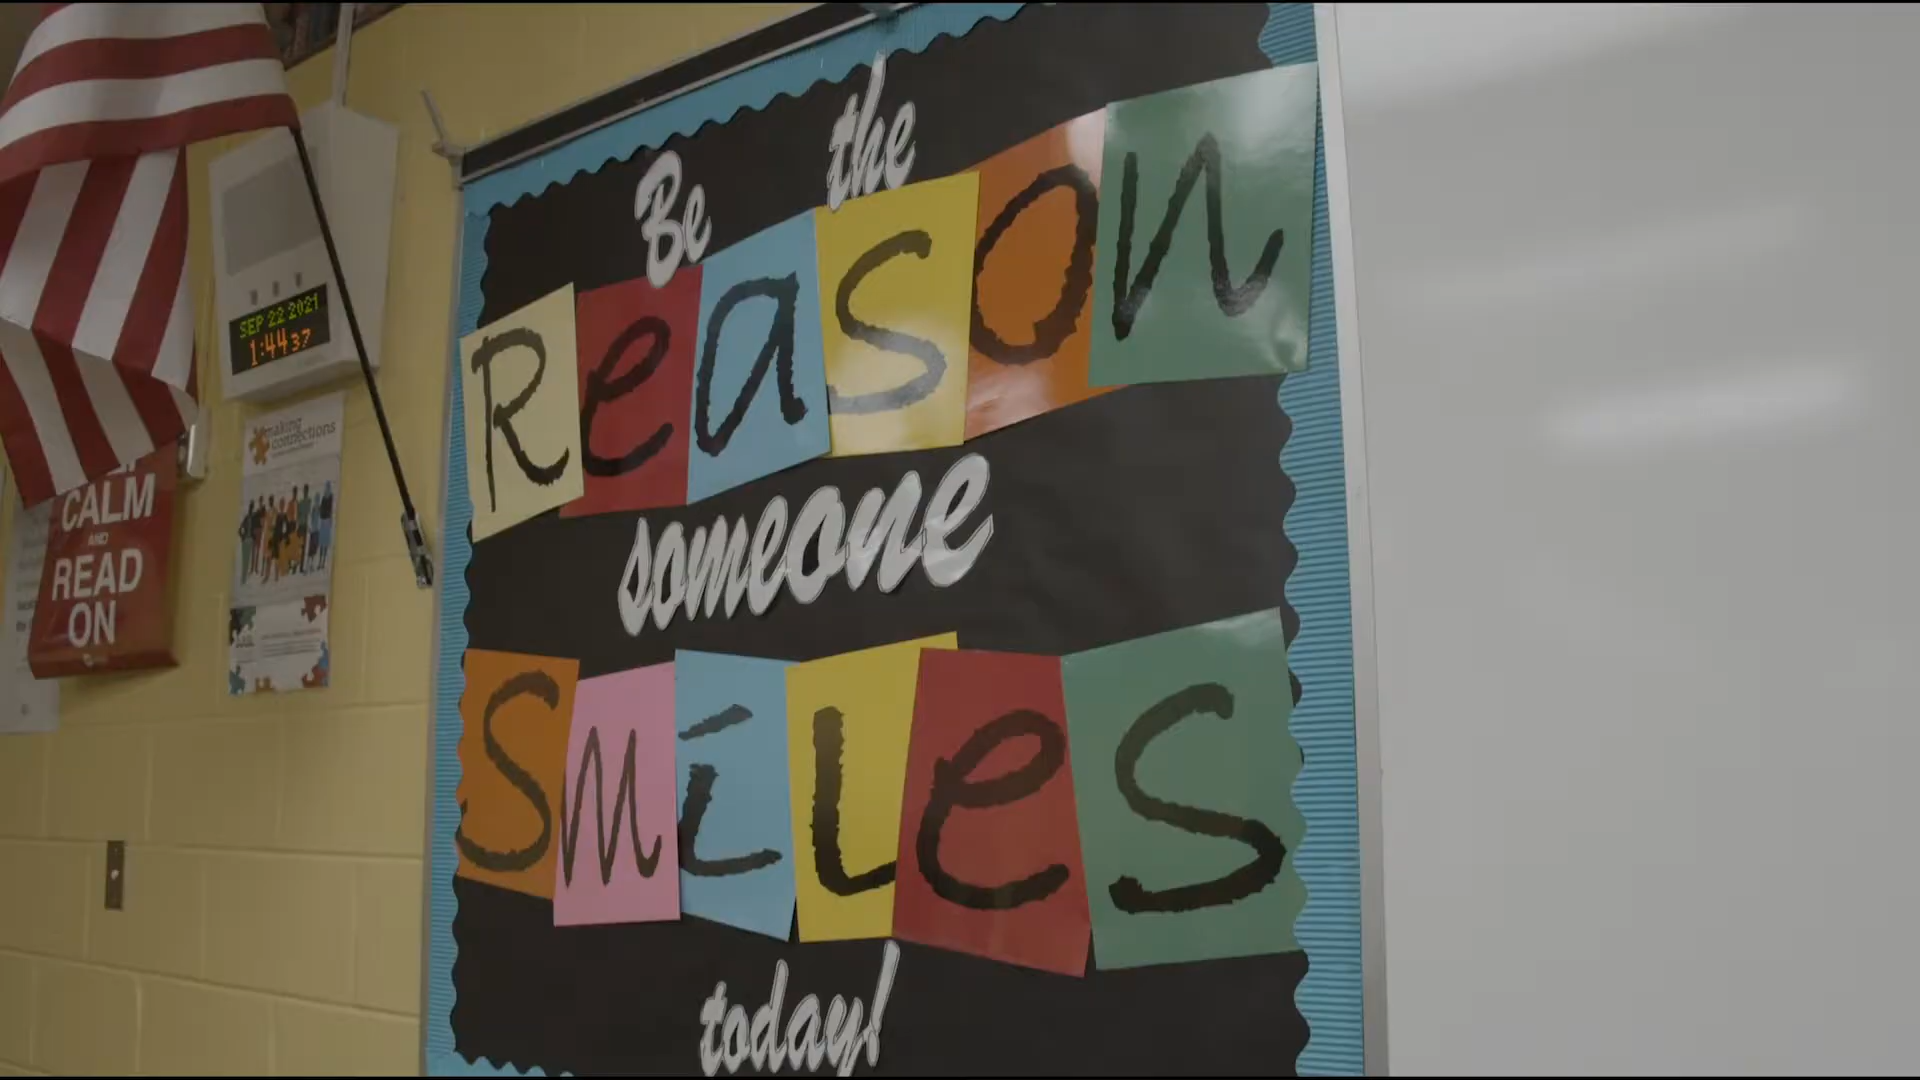 Be the
Reason
someone
Smiles
today!
SEP 22 2021
1:44 37
making
connections
CALM
AND
READ
ON